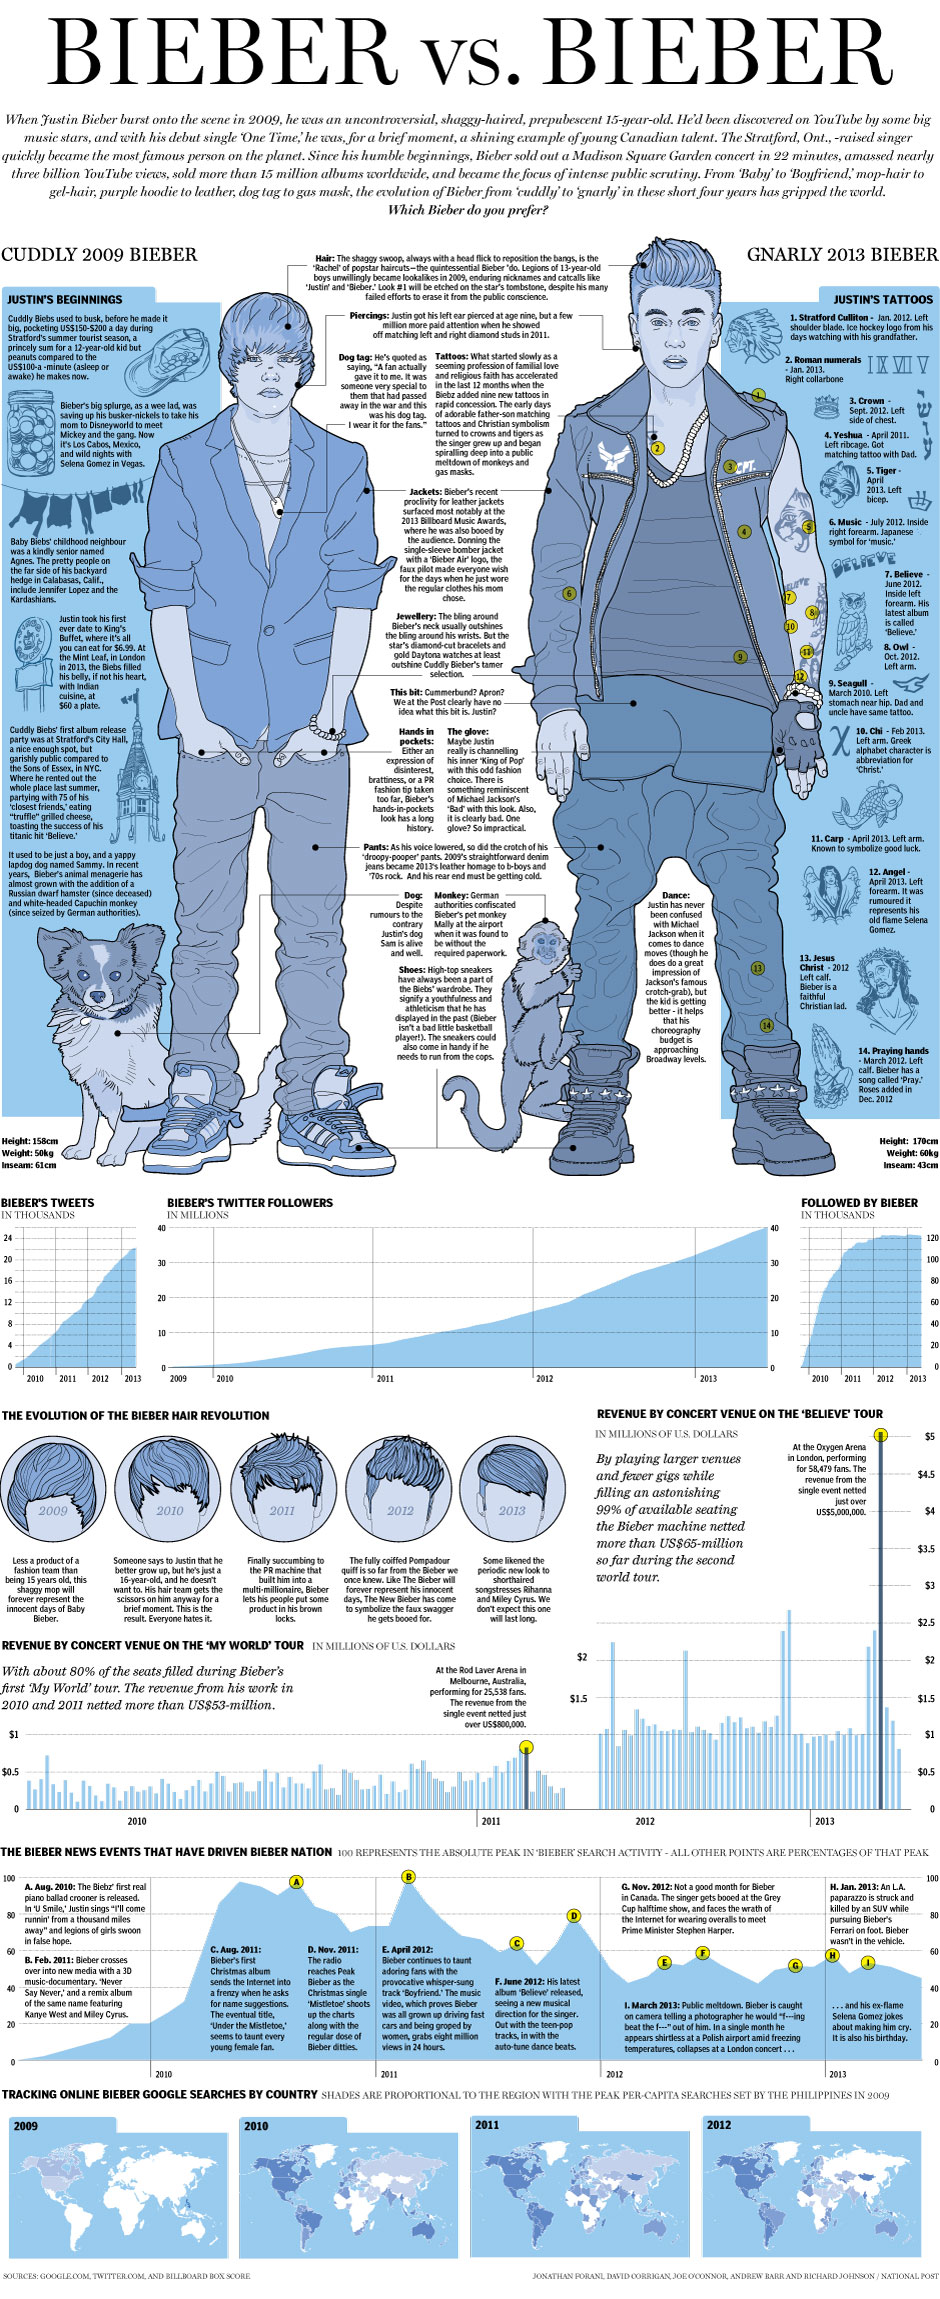 BIEBER vs. BIEBER
When Justin Bieber burst onto the scene in 2009, he was an uncontroversial, shaggy-haired, prepubescent 15-year-old. He'd been discovered on YouTube by some big
music stars, and with his debut single 'One Time,' he was, for a brief moment, a shining example of young Canadian talent. The Stratford, Ont., -raised singer
quickly became the most famous person on the planet. Since his humble beginnings, Bieber sold out a Madison Square Garden concert in 22 minutes, amassed nearly
three billion YouTube views, sold more than 15 million albums worldwide, and became the focus of intense public scrutiny. From 'Baby' to 'Boyfriend,' mop-hair to
gel-hair, purple hoodie to leather, dog tag to gas mask, the evolution of Bieber from 'cuddly' to 'gnarly' in these short four years has gripped the world.
Which Bieber do you prefer?
CUDDLY 2009 BIEBER
GNARLY 2013 BIEBER
JUSTIN'S BEGINNINGS
Cuddly Biebs used to busk, before he made it
big, pocketing US$150-$200 a day during
Stratford's summer tourist season, a
princely sum for a 12-year-old kid but
peanuts compared to the
US$100-a -minute (asleep or
awake) he makes now.
Bieber's big splurge, as a wee lad, was
saving up his busker-nickels to take his
mom to Disneyworld to meet
Mickey and the gang. Now
it's Los Cabos, Mexico,
and wild nights with
Selena Gomez in Vegas.
Baby Biebs' childhood neighbour
was a kindly senior named
Agnes. The pretty people on
the far side of his backyard
hedge in Calabasas, Calif.,
include Jennifer Lopez and the
Kardashians.
Justin took his first
ever date to King's
Buffet, where it's all
you can eat for $6.99. At
the Mint Leaf, in London
in 2013, the Biebs filled
his belly, if not his heart,
with Indian
cuisine, at
$60 a plate.
Cuddly Biebs' first album release
party was at Stratford's City Hall,
a nice enough spot, but
garishly public compared to
the Sons of Essex, in NYC.
Where he rented out the
whole place last summer,
partying with 75 of his
'closest friends,' eating
"truffle" grilled cheese,
toasting the success of his
titanic hit 'Believe.'
It used to be just a boy, and a yappy
lapdog dog named Sammy. In recent
years, Bieber's animal menagerie has
almost grown with the addition of a
Russian dwarf hamster (since deceased)
and white-headed Capuchin monkey
(since seized by German authorities).
Hair: The shaggy swoop, always with a head flick to reposition the bangs, is the
'Rachel' of popstar haircuts—the quintessential Bieber 'do. Legions of 13-year-old
boys unwillingly became lookalikes in 2009, enduring nicknames and catcalls like
'Justin' and 'Bieber.' Look #1 will be etched on the star's tombstone, despite his many
failed efforts to erase it from the public conscience.
Piercings: Justin got his left ear pierced at age nine, but a few
million more paid attention when he showed
off matching left and right diamond studs in 2011.
Dog tag: He's quoted as
saying, "A fan actually
gave it to me. It was
someone very special to
them that had passed
away in the war and this
was his dog tag.
I wear it for the fans."
Tattoos: What started slowly as a
seeming profession of familial love
and religious faith has accelerated
in the last 12 months when the
Biebz added nine new tattoos in
rapid concession. The early days
of adorable father-son matching
tattoos and Christian symbolism
turned to crowns and tigers as
the singer grew up and began
spiralling deep into a public
meltdown of monkeys and
gas masks.
Jackets: Bieber's recent
proclivity for leather jackets
surfaced most notably at the
2013 Billboard Music Awards,
where he was also booed by
the audience. Donning the
single-sleeve bomber jacket
with a 'Bieber Air' logo, the
faux pilot made everyone wish
for the days when he just wore
the regular clothes his mom
chose.
Jewellery: The bling around
Bieber's neck usually outshines
the bling around his wrists. But the
star's diamond-cut bracelets and
gold Daytona watches at least
outshine Cuddly Bieber's tamer
selection.
This bit: Cummerbund? Apron?
We at the Post clearly have no
idea what this bit is. Justin?
Hands in
pockets:
Either an
expression of
disinterest,
brattiness, or a PR
fashion tip taken
too far, Bieber's
hands-in-pockets
look has a long
history.
The glove:
Maybe Justin
really is channelling
his inner 'King of Pop'
with this odd fashion
choice. There is
something reminiscent
of Michael Jackson's
'Bad' with this look. Also,
it is clearly bad. One
glove? So impractical.
Pants: As his voice lowered, so did the crotch of his
'droopy-pooper' pants. 2009's straightforward denim
jeans became 2013's leather homage to b-boys and
'70s rock. And his rear end must be getting cold.
Dog:
Despite
rumours to the
contrary
Justin's dog
Sam is alive
and well.
Monkey: German
authorities confiscated
Bieber's pet monkey
Mally at the airport
when it was found to
be without the
required paperwork.
Shoes: High-top sneakers
have always been a part of
the Biebs' wardrobe. They
signify a youthfulness and
athleticism that he has
displayed in the past (Bieber
isn't a bad little basketball
player!). The sneakers could
also come in handy if he
needs to run from the cops.
Dance:
Justin has never
been confused
with Michael
Jackson when it
comes to dance
moves (though he
does do a great
impression of
Jackson's famous
crotch-grab), but
the kid is getting
better - it helps
that his
choreography
budget is
approaching
Broadway levels.
CPT.
BELIEVE
1
2
3
4
5
6
7
8
9
10
11
12
13
14
JUSTIN'S TATTOOS
1. Stratford Culliton - Jan. 2012. Left
shoulder blade. Ice hockey logo from his
days watching with his grandfather.
2. Roman numerals
- Jan. 2013.
Right collarbone
I IX VII V
3. Crown -
Sept. 2012. Left
side of chest.
4. Yeshua - April 2011.
Left ribcage. Got
matching tattoo with Dad.
5. Tiger -
April
2013. Left
bicep.
6. Music - July 2012. Inside
right forearm. Japanese
symbol for 'music.'
BELIEVE
7. Believe -
June 2012.
Inside left
forearm. His
latest album
is called
'Believe.'
8. Owl -
Oct. 2012.
Left arm.
9. Seagull -
March 2010. Left
stomach near hip. Dad and
uncle have same tattoo.
10. Chi - Feb 2013.
Left arm. Greek
alphabet character is
abbreviation for
'Christ.'
11. Carp - April 2013. Left arm.
Known to symbolize good luck.
12. Angel -
April 2013. Left
forearm. It was
rumoured it
represents his
old flame Selena
Gomez.
13. Jesus
Christ - 2012
Left calf.
Bieber is a
faithful
Christian lad.
14. Praying hands
- March 2012. Left
calf. Bieber has a
song called 'Pray.'
Roses added in
Dec. 2012
Height: 158cm
Weight: 50kg
Inseam: 61cm
Height: 170cm
Weight: 60kg
Inseam: 43cm
BIEBER'S TWEETS
IN THOUSANDS
24
20
16
12
8
4
0
2010 2011 2012 2013
BIEBER'S TWITTER FOLLOWERS
IN MILLIONS
40 40
30 30
20 20
10 10
0 0
2009 2010 2011 2012 2013
FOLLOWED BY BIEBER
IN THOUSANDS
120
100
80
60
40
20
0
2010 2011 2012 2013
THE EVOLUTION OF THE BIEBER HAIR REVOLUTION
2009
2010
2011
2012
2013
Less a product of a
fashion team than
being 15 years old, this
shaggy mop will
forever represent the
innocent days of Baby
Bieber.
Someone says to Justin that he
better grow up, but he's just a
16-year-old, and he doesn't
want to. His hair team gets the
scissors on him anyway for a
brief moment. This is the
result. Everyone hates it.
Finally succumbing to
the PR machine that
built him into a
multi-millionaire, Bieber
lets his people put some
product in his brown
locks.
The fully coiffed Pompadour
quiff is so far from the Bieber we
once knew. Like The Bieber will
forever represent his innocent
days, The New Bieber has come
to symbolize the faux swagger
he gets booed for.
Some likened the
periodic new look to
shorthaired
songstresses Rihanna
and Miley Cyrus. We
don't expect this one
will last long.
REVENUE BY CONCERT VENUE ON THE 'BELIEVE' TOUR
IN MILLIONS OF U.S. DOLLARS
By playing larger venues
and fewer gigs while
filling an astonishing
99% of available seating
the Bieber machine netted
more than US$65-million
so far during the second
world tour.
At the Oxygen Arena
in London, performing
for 58,479 fans. The
revenue from the
single event netted
just over
US$5,000,000.
$5
$4.5
$4
$3.5
$3
$2.5
$2 $2
$1.5 $1.5
$1
$0.5
0
2012 2013
REVENUE BY CONCERT VENUE ON THE 'MY WORLD' TOUR IN MILLIONS OF U.S. DOLLARS
With about 80% of the seats filled during Bieber's
first 'My World' tour. The revenue from his work in
2010 and 2011 netted more than US$53-million.
At the Rod Laver Arena in
Melbourne, Australia,
performing for 25,538 fans.
The revenue from the
single event netted just
over US$800,000.
$1
$0.5
0
2010 2011
THE BIEBER NEWS EVENTS THAT HAVE DRIVEN BIEBER NATION 100 REPRESENTS THE ABSOLUTE PEAK IN 'BIEBER' SEARCH ACTIVITY - ALL OTHER POINTS ARE PERCENTAGES OF THAT PEAK
100 100
80 80
60 60
40 40
20 20
0 0
A
B
C
D
E
F
G
H
I
A. Aug. 2010: The Biebz' first real
piano ballad crooner is released.
In 'U Smile,' Justin sings "I'll come
runnin' from a thousand miles
away" and legions of girls swoon
in false hope.
B. Feb. 2011: Bieber crosses
over into new media with a 3D
music-documentary. 'Never
Say Never,' and a remix album
of the same name featuring
Kanye West and Miley Cyrus.
C. Aug. 2011:
Bieber's first
Christmas album
sends the Internet into
a frenzy when he asks
for name suggestions.
The eventual title,
'Under the Mistletoe,'
seems to taunt every
young female fan.
D. Nov. 2011:
The radio
reaches Peak
Bieber as the
Christmas single
'Mistletoe' shoots
up the charts
along with the
regular dose of
Bieber ditties.
E. April 2012:
Bieber continues to taunt
adoring fans with the
provocative whisper-sung
track 'Boyfriend.' The music
video, which proves Bieber
was all grown up driving fast
cars and being groped by
women, grabs eight million
views in 24 hours.
F. June 2012: His latest
album 'Believe' is released,
seeing a new musical
direction for the singer.
Out with the teen-pop
tracks, in with the
auto-tune dance beats.
G. Nov. 2012: Not a good moment for Bieber
in Canada. The singer gets booed at the Grey
Cup halftime show, and faces the wrath of
the Internet for wearing overalls to meet
Prime Minister Stephen Harper.
H. Jan. 2013: An L.A.
paparazzo is struck and
killed by an SUV while
pursuing Bieber's
Ferrari on foot. Bieber
wasn't in the vehicle.
I. March 2013: Public meltdown. Bieber is caught
on camera telling a photographer he would "f---ing
beat the f---" out of him. In a single month he
appears shirtless at a Polish airport amid freezing
temperatures, collapses at a London concert . . .
. . . and his ex-flame
Selena Gomez jokes
about making him cry.
It is also his birthday.
2010 2011 2012 2013
TRACKING ONLINE BIEBER GOOGLE SEARCHES BY COUNTRY SHADES ARE PROPORTIONAL TO THE REGION WITH THE PEAK PER-CAPITA SEARCHES SET BY THE PHILIPPINES IN 2009
2009
2010
2011
2012
SOURCES: GOOGLE.COM, TWITTER.COM, AND BILLBOARD BOX SCORE
JONATHAN FORANI, DAVID CORRIGAN, JOE O'CONNOR, ANDREW BARR AND RICHARD JOHNSON / NATIONAL POST